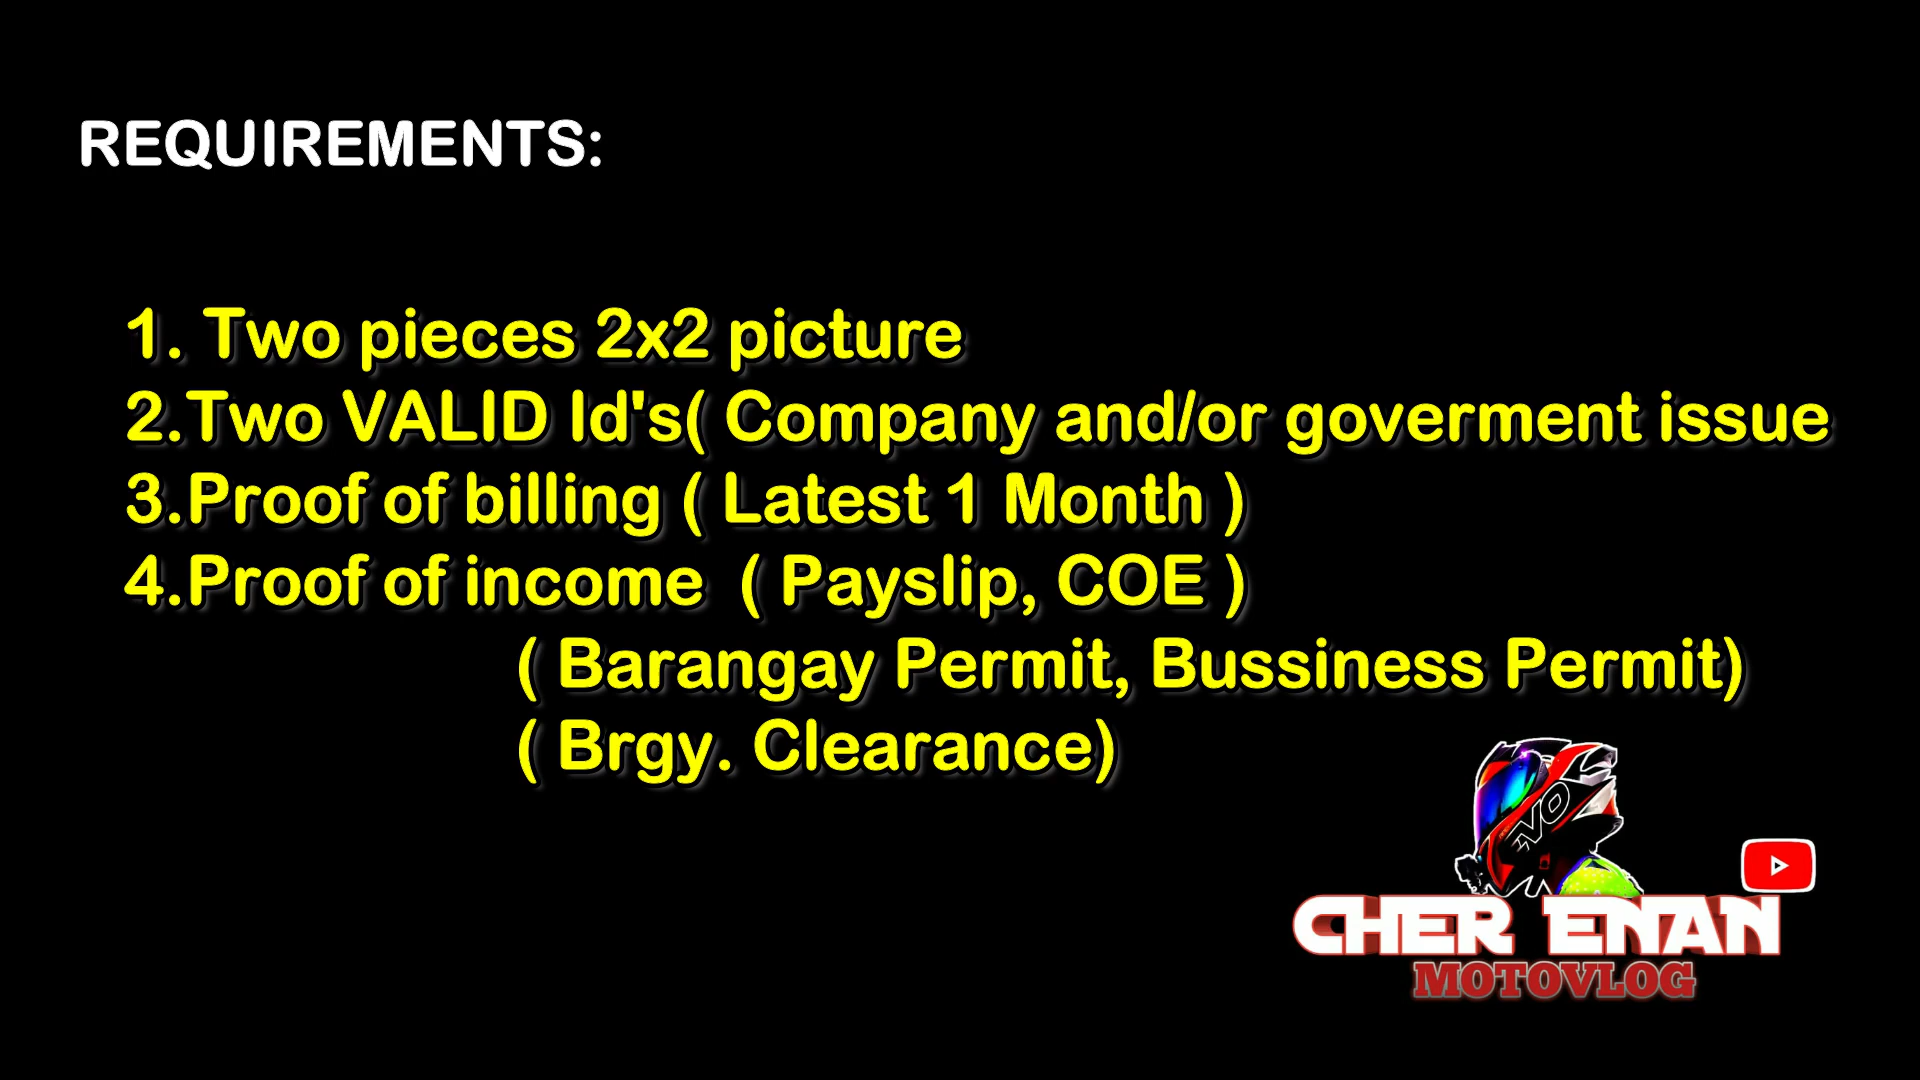 REQUIREMENTS:
1. Two pieces 2x2 picture
2.Two VALID Id's( Company and/or goverment issue
3.Proof of billing ( Latest 1 Month )
4.Proof of income ( Payslip, COE )
( Barangay Permit, Bussiness Permit)
( Brgy. Clearance)
EVO
CHER ENAN
MOTOVLOG